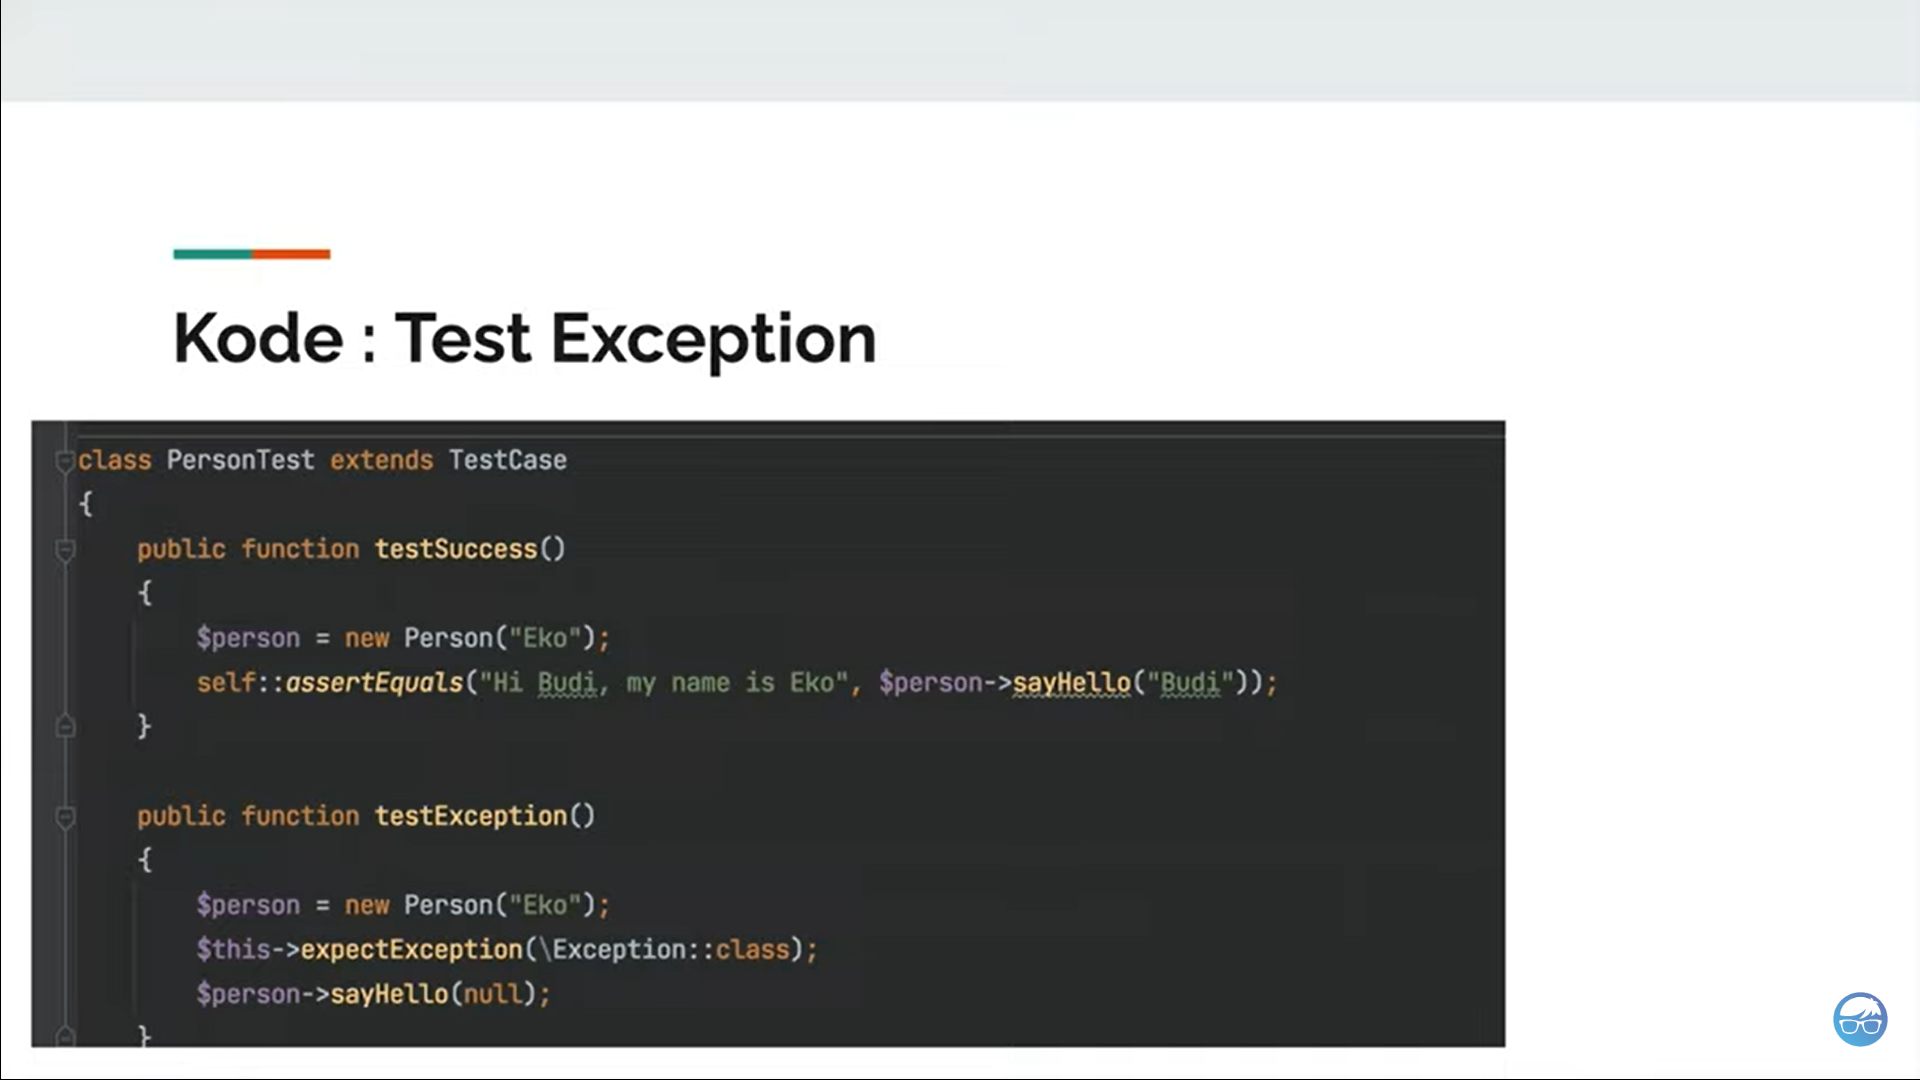 Kode : Test Exception
class PersonTest extends TestCase
{
public function testSuccess()
{
$person = new Person("Eko");
self::assertEquals("Hi Budi, my name is Eko", $person->sayHello("Budi"));
}
public function testException()
{
$person = new Person("Eko");
$this->expectException(\Exception::class);
$person->sayHello(null);
}